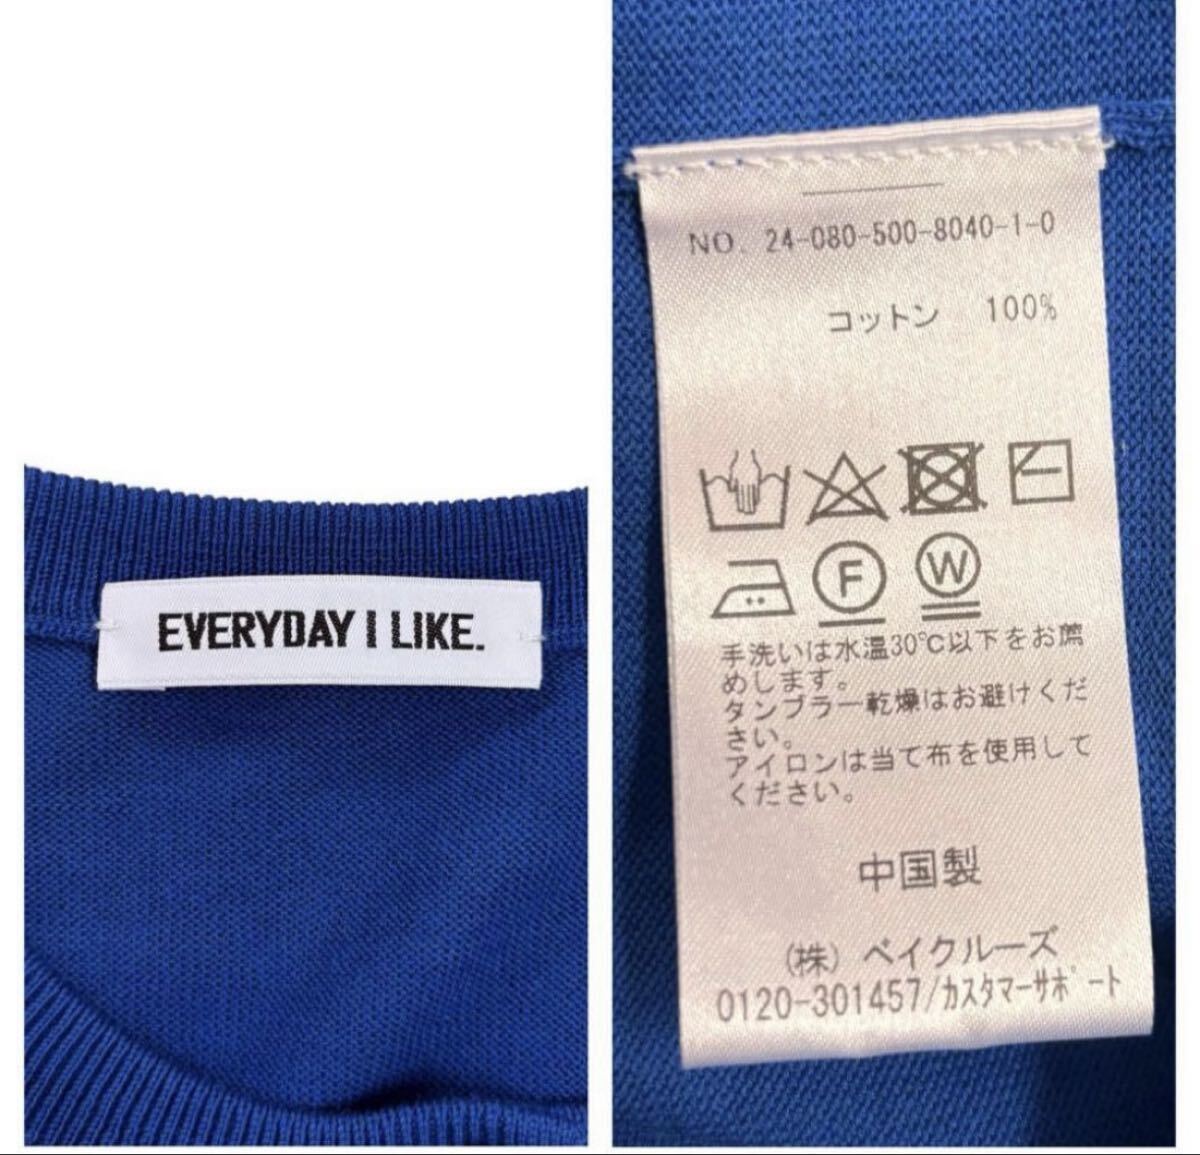 EVERYDAY I LIKE.
NO. 24-080-500-8040-1-0
コットン 100%
F
W
手洗いは水温30℃以下をお薦
めします。
タンブラー乾燥はお避けくだ
さい。
アイロンは当て布を使用して
ください。
中国製
(株) ベイクルーズ
0120-301457/カスタマーサポート